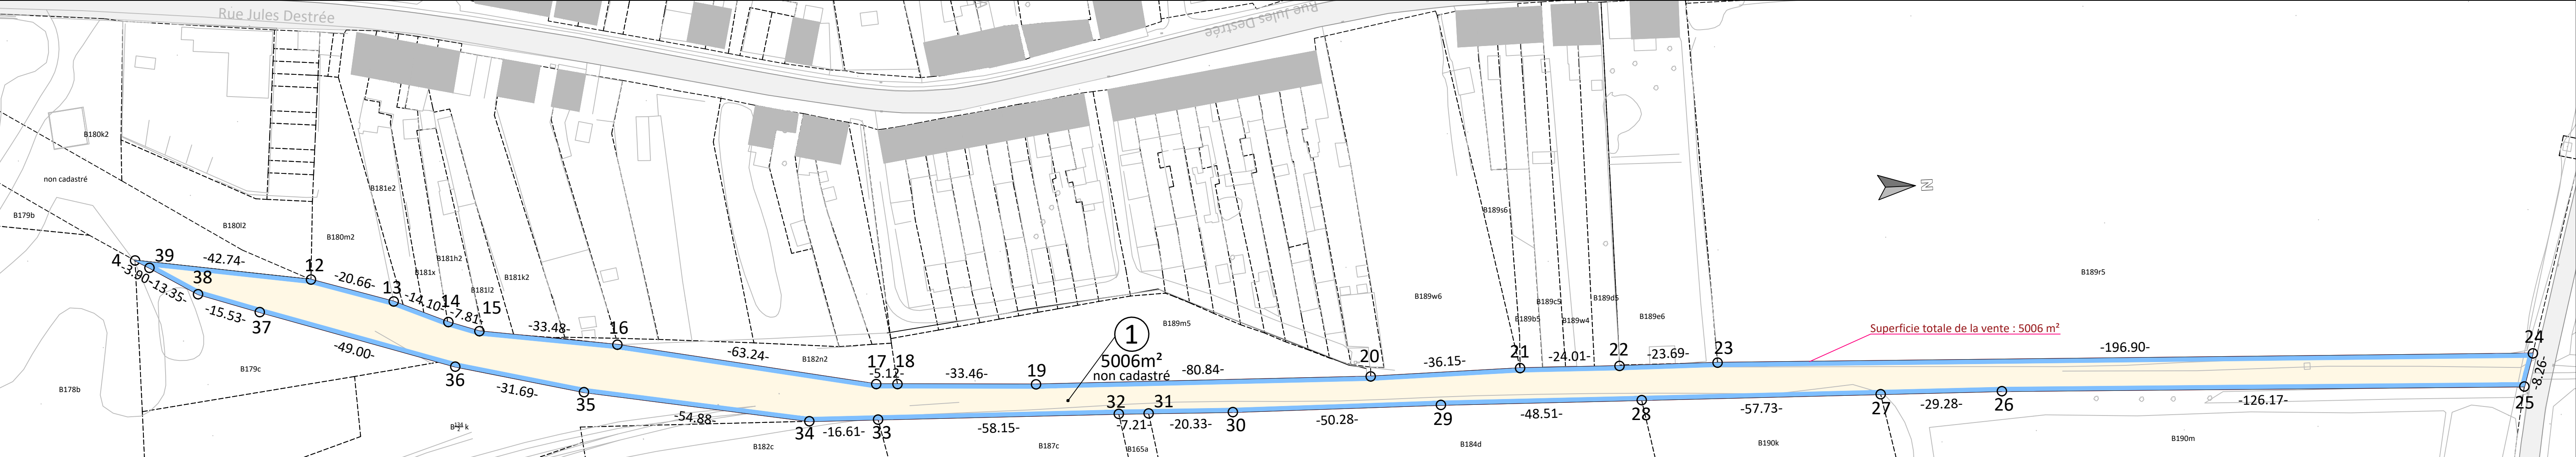 Rue Jules Destrée
Rue Jules Destrée
B180k2
non cadastré
B179b
B180l2
B180m2
B181e2
B181x
B181h2
B181l2
B181k2
B182n2
B189m5
B189w6
B189s6
B189b5
B189c9
B189w4
B189d5
B189e6
B189r5
N
4
39
-42.74-
12
-20.66-
13
-14.10-
14
-7.81-
15
-33.48-
16
-63.24-
17
-5.12-
18
-33.46-
19
-80.84-
20
-36.15-
21
-24.01-
22
-23.69-
23
-196.90-
24
-8.26-
25
-126.17-
26
-29.28-
27
-57.73-
28
-48.51-
29
-50.28-
30
-20.33-
31
-7.21-
32
-58.15-
33
-16.61-
34
-54.88-
35
-31.69-
36
-49.00-
37
-15.53-
38
-13.35-
-3.90-
1
5006m²
non cadastré
Superficie totale de la vente : 5006 m²
B178b
B179c
B182c
B187c
B165a
B184d
B190k
B190m